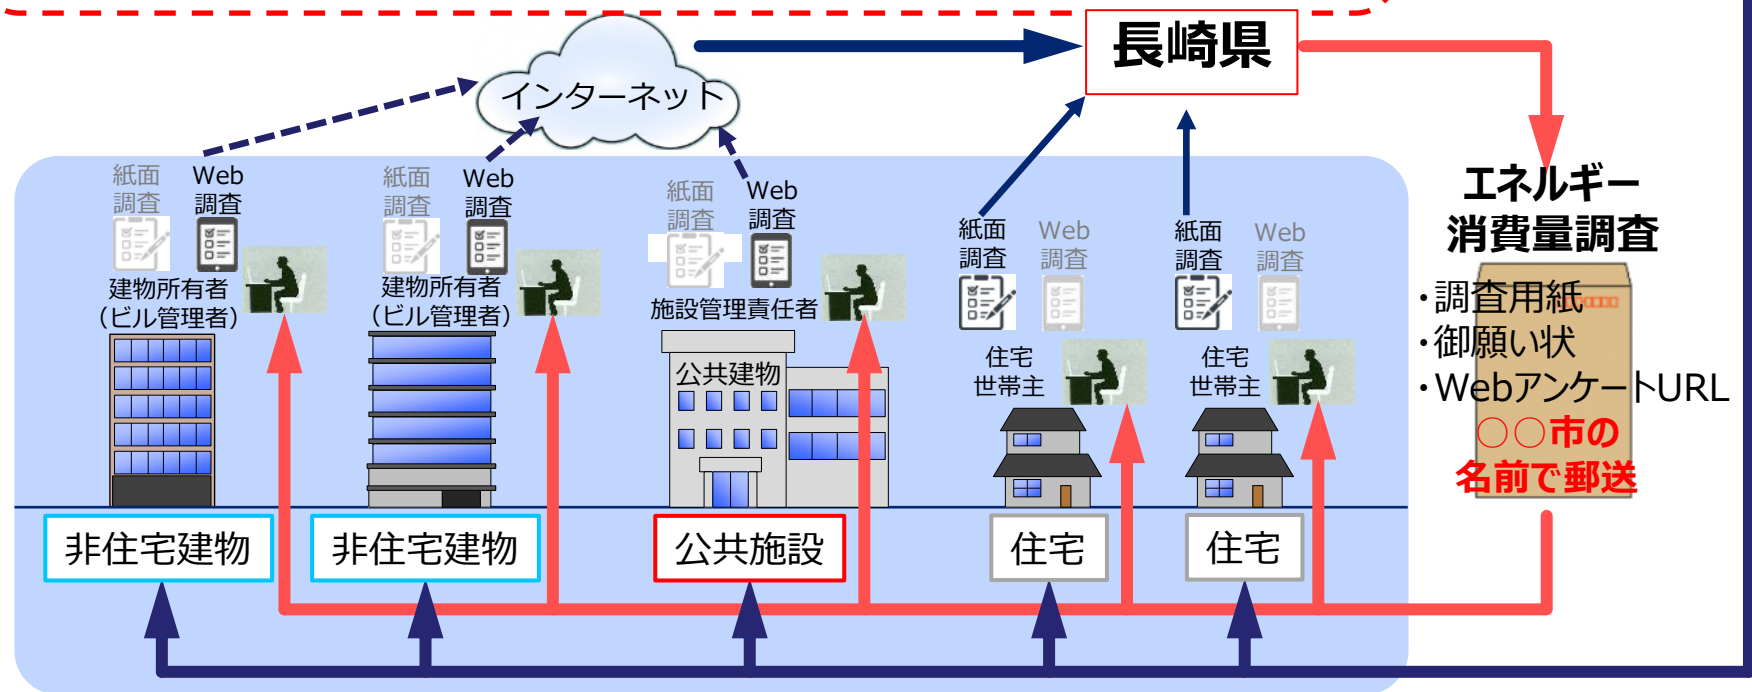 長崎県
インターネット
紙面
調査
Web
調査
建物所有者
（ビル管理者）
紙面
調査
Web
調査
建物所有者
（ビル管理者）
紙面
調査
Web
調査
施設管理責任者
公共建物
紙面
調査
Web
調査
住宅
世帯主
紙面
調査
Web
調査
住宅
世帯主
エネルギー
消費量調査
・調査用紙
・御願い状
・WebアンケートURL
○○市の
名前で郵送
非住宅建物
非住宅建物
公共施設
住宅
住宅